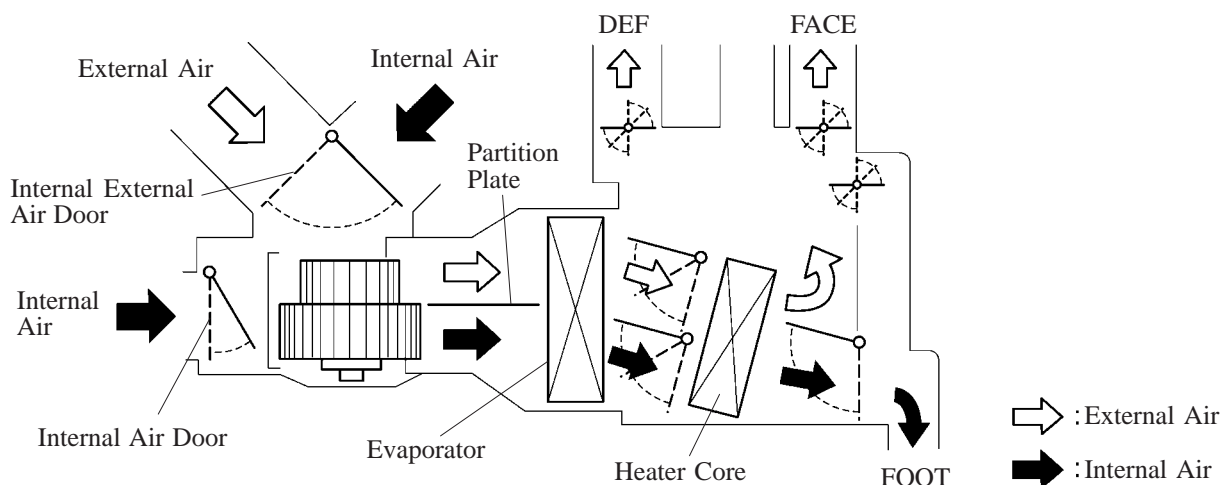 DEF
FACE
External Air
Internal Air
Partition
Plate
Internal External
Air Door
Internal
Air
Internal Air Door
Evaporator
Heater Core
FOOT
: External Air
: Internal Air